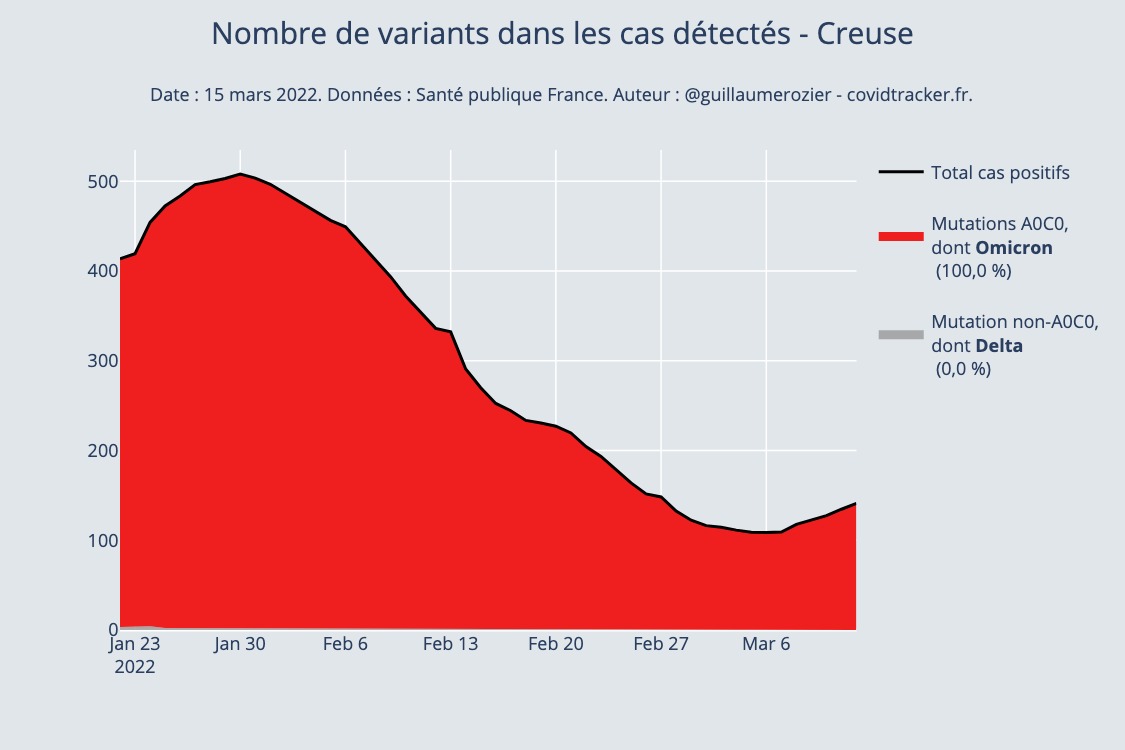 Nombre de variants dans les cas détectés - Creuse
Date : 15 mars 2022. Données : Santé publique France. Auteur : @guillaumerozier - covidtracker.fr.
500
400
300
200
100
0
Jan 23
2022
Jan 30
Feb 6
Feb 13
Feb 20
Feb 27
Mar 6
Total cas positifs
Mutations A0C0,
dont Omicron
(100,0 %)
Mutation non-A0C0,
dont Delta
(0,0 %)